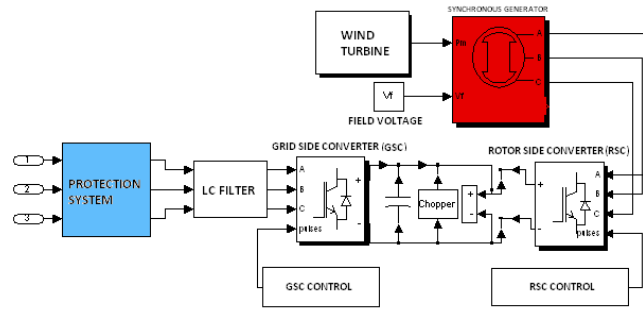 SYNCHRONOUS GENERATOR
WIND
TURBINE
Pm
A
B
C
Vf
Vf
FIELD VOLTAGE
GRID SIDE CONVERTER (GSC)
ROTOR SIDE CONVERTER (RSC)
1
2
3
PROTECTION
SYSTEM
LC FILTER
A
B
C
pulses
+
-
Chopper
+
-
+
-
A
B
C
pulses
GSC CONTROL
RSC CONTROL